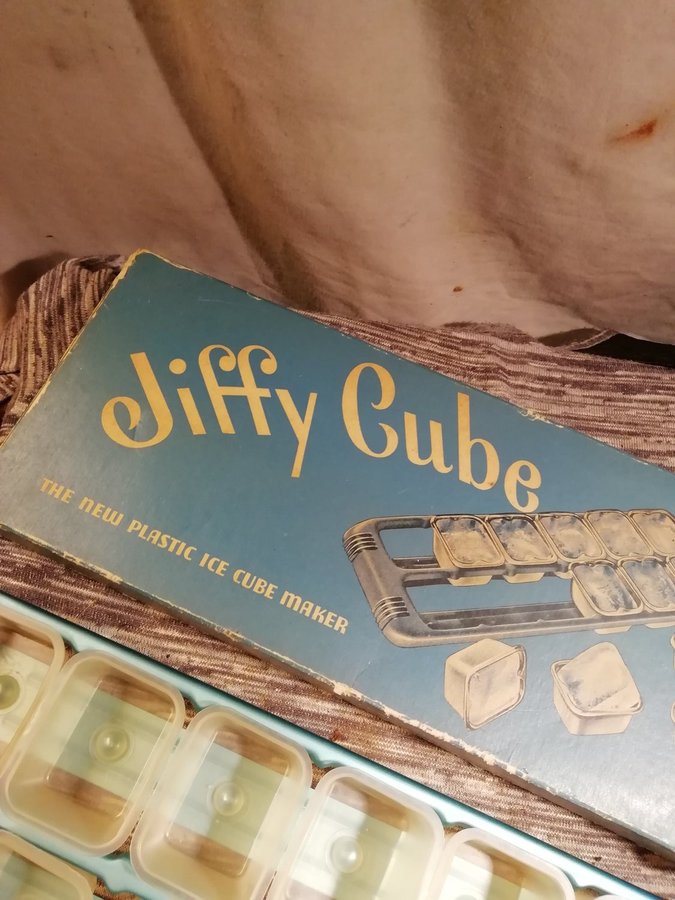 Jiffy Cube
THE NEW PLASTIC ICE CUBE MAKER